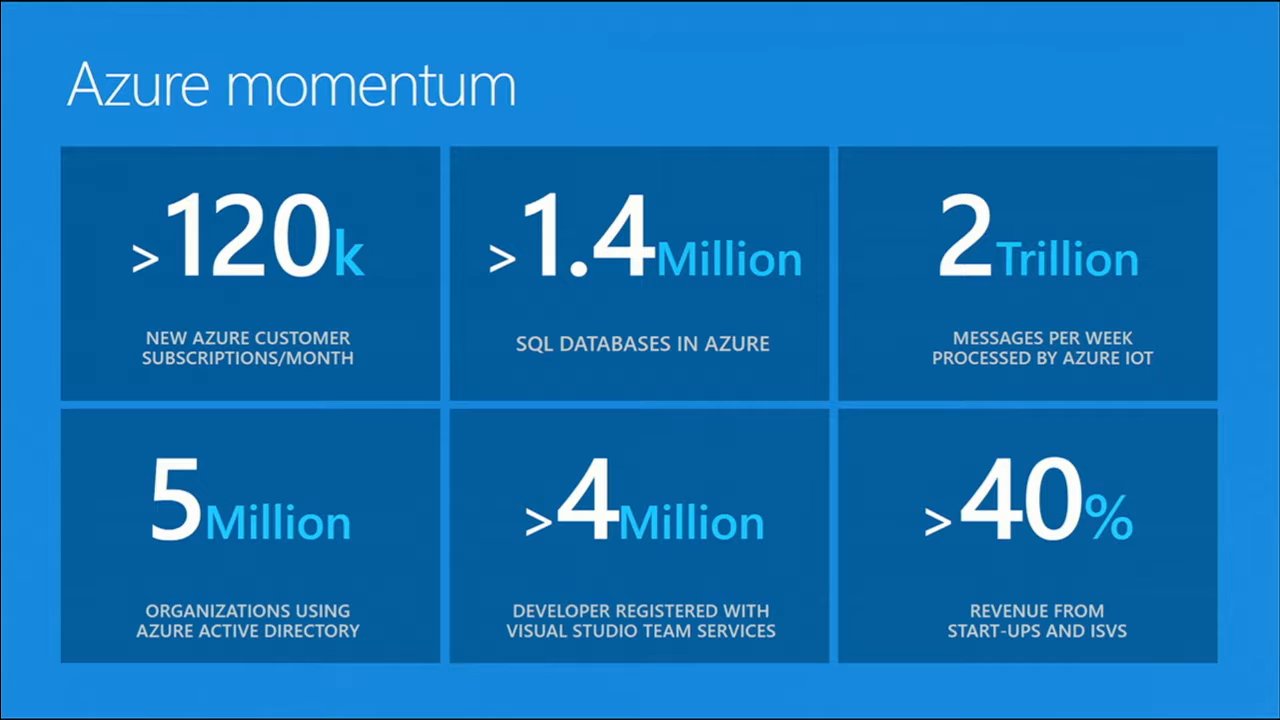 Azure momentum
>120k
NEW AZURE CUSTOMER
SUBSCRIPTIONS/MONTH
>1.4Million
SQL DATABASES IN AZURE
2Trillion
MESSAGES PER WEEK
PROCESSED BY AZURE IOT
5Million
ORGANIZATIONS USING
AZURE ACTIVE DIRECTORY
>4Million
DEVELOPER REGISTERED WITH
VISUAL STUDIO TEAM SERVICES
>40%
REVENUE FROM
START-UPS AND ISVS